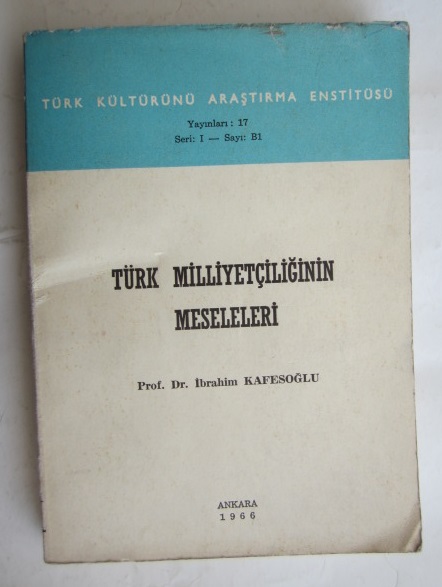 TÜRK KÜLTÜRÜNÜ ARAŞTIRMA ENSTİTÜSÜ
Yayınları : 17
Seri: I — Sayı: B1
TÜRK MİLLİYETÇİLİĞİNİN
MESELELERİ
Prof. Dr. İbrahim KAFESOĞLU
ANKARA
1966